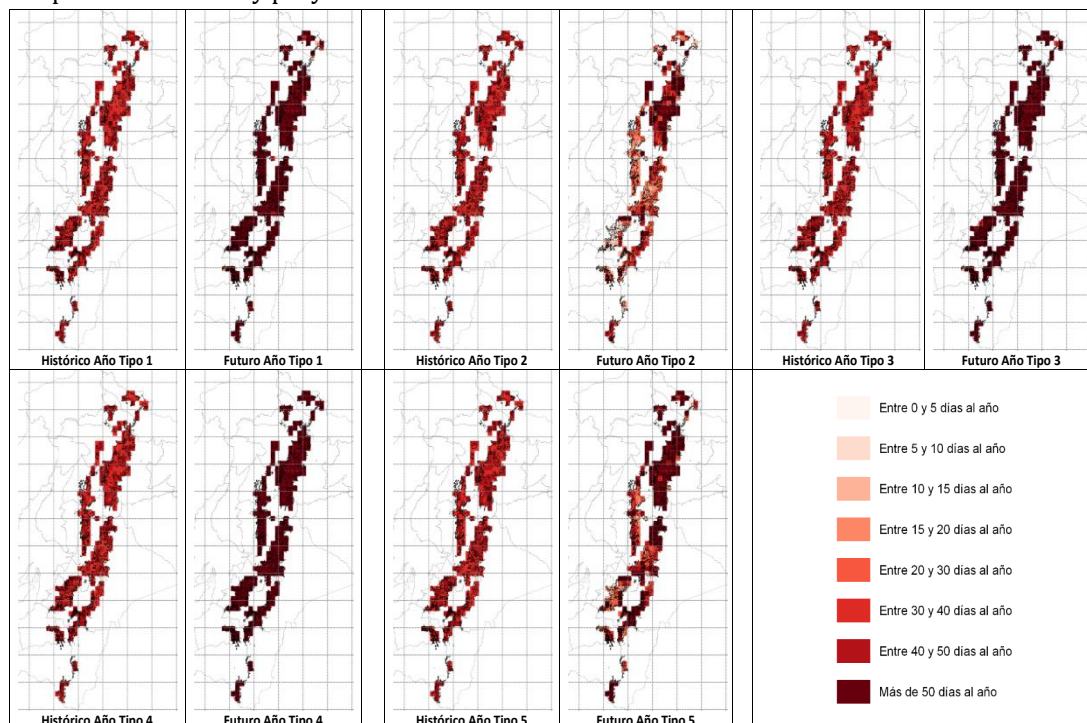 Histórico Año Tipo 1
Futuro Año Tipo 1
Histórico Año Tipo 2
Futuro Año Tipo 2
Histórico Año Tipo 3
Futuro Año Tipo 3
Entre 0 y 5 días al año
Entre 5 y 10 días al año
Entre 10 y 15 días al año
Entre 15 y 20 días al año
Entre 20 y 30 días al año
Entre 30 y 40 días al año
Entre 40 y 50 días al año
Más de 50 días al año
Histórico Año Tipo 4
Futuro Año Tipo 4
Histórico Año Tipo 5
Futuro Año Tipo 5